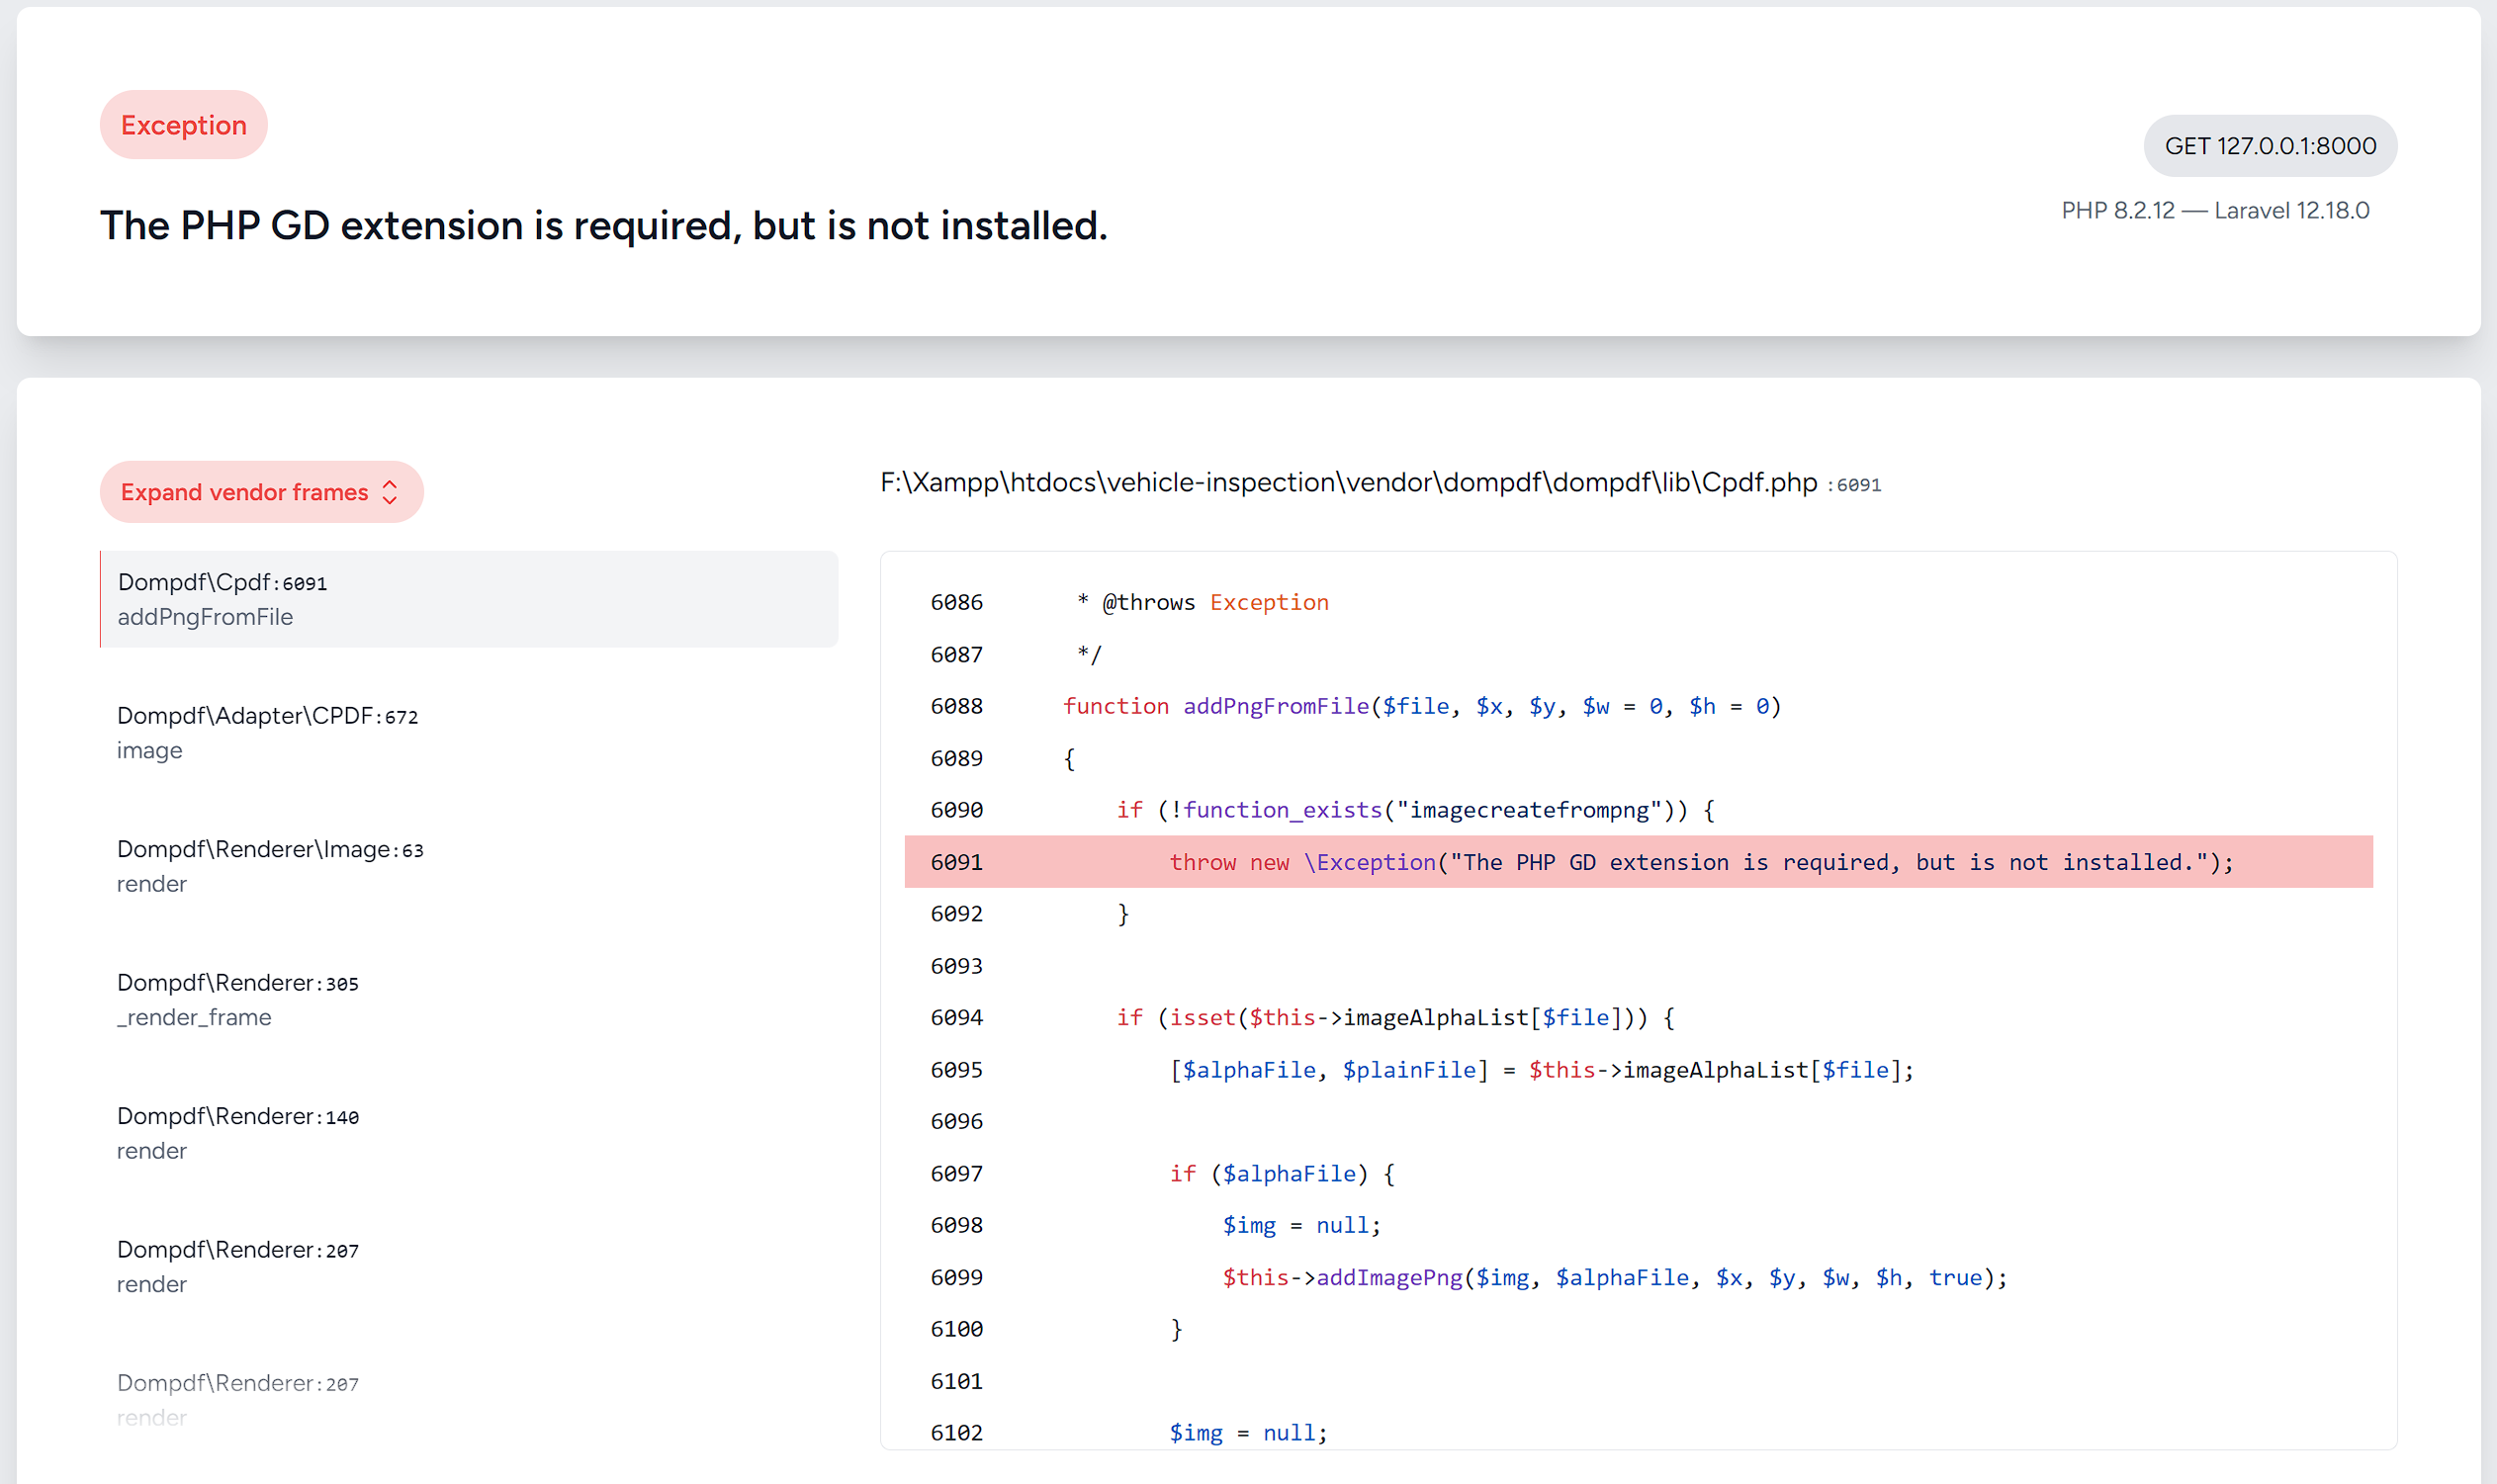 Exception
GET 127.0.0.1:8000
The PHP GD extension is required, but is not installed.
PHP 8.2.12 — Laravel 12.18.0
Expand vendor frames
Dompdf\Cpdf:6091
addPngFromFile
Dompdf\Adapter\CPDF:672
image
Dompdf\Renderer\Image:63
render
Dompdf\Renderer:305
_render_frame
Dompdf\Renderer:140
render
Dompdf\Renderer:207
render
Dompdf\Renderer:207
render
F:\Xampp\htdocs\vehicle-inspection\vendor\dompdf\dompdf\lib\Cpdf.php :6091
6086      * @throws Exception
6087      */
6088     function addPngFromFile($file, $x, $y, $w = 0, $h = 0)
6089     {
6090         if (!function_exists("imagecreatefrompng")) {
6091             throw new \Exception("The PHP GD extension is required, but is not installed.");
6092         }
6093
6094         if (isset($this->imageAlphaList[$file])) {
6095             [$alphaFile, $plainFile] = $this->imageAlphaList[$file];
6096
6097             if ($alphaFile) {
6098                 $img = null;
6099                 $this->addImagePng($img, $alphaFile, $x, $y, $w, $h, true);
6100             }
6101
6102             $img = null;